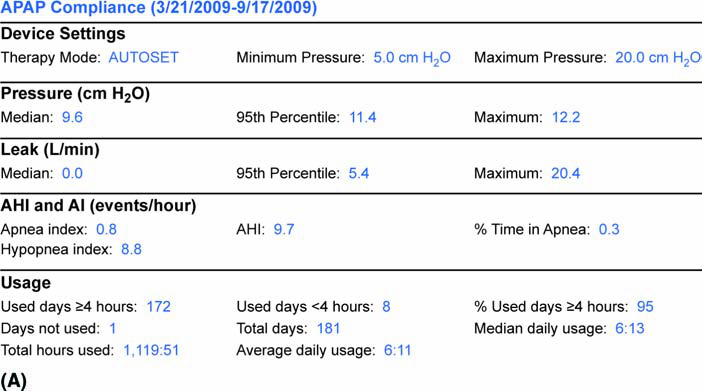 APAP Compliance (3/21/2009-9/17/2009)
Device Settings
Therapy Mode: AUTOSET Minimum Pressure: 5.0 cm H2O Maximum Pressure: 20.0 cm H2O
Pressure (cm H2O)
Median: 9.6 95th Percentile: 11.4 Maximum: 12.2
Leak (L/min)
Median: 0.0 95th Percentile: 5.4 Maximum: 20.4
AHI and AI (events/hour)
Apnea index: 0.8 AHI: 9.7 % Time in Apnea: 0.3
Hypopnea index: 8.8
Usage
Used days ≥4 hours: 172 Used days <4 hours: 8 % Used days ≥4 hours: 95
Days not used: 1 Total days: 181 Median daily usage: 6:13
Total hours used: 1,119:51 Average daily usage: 6:11
(A)